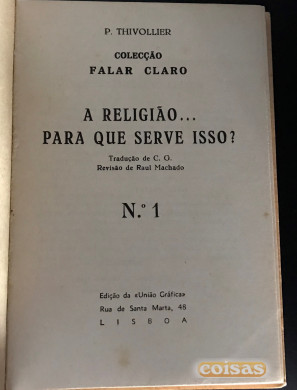 P. THIVOLLIER
COLECÇÃO
FALAR CLARO
A RELIGIÃO...
PARA QUE SERVE ISSO?
Tradução de C. G.
Revisão de Raul Machado
N.º 1
Edição da «União Gráfica»
Rua de Santa Marta, 48
LISBOA
coisas